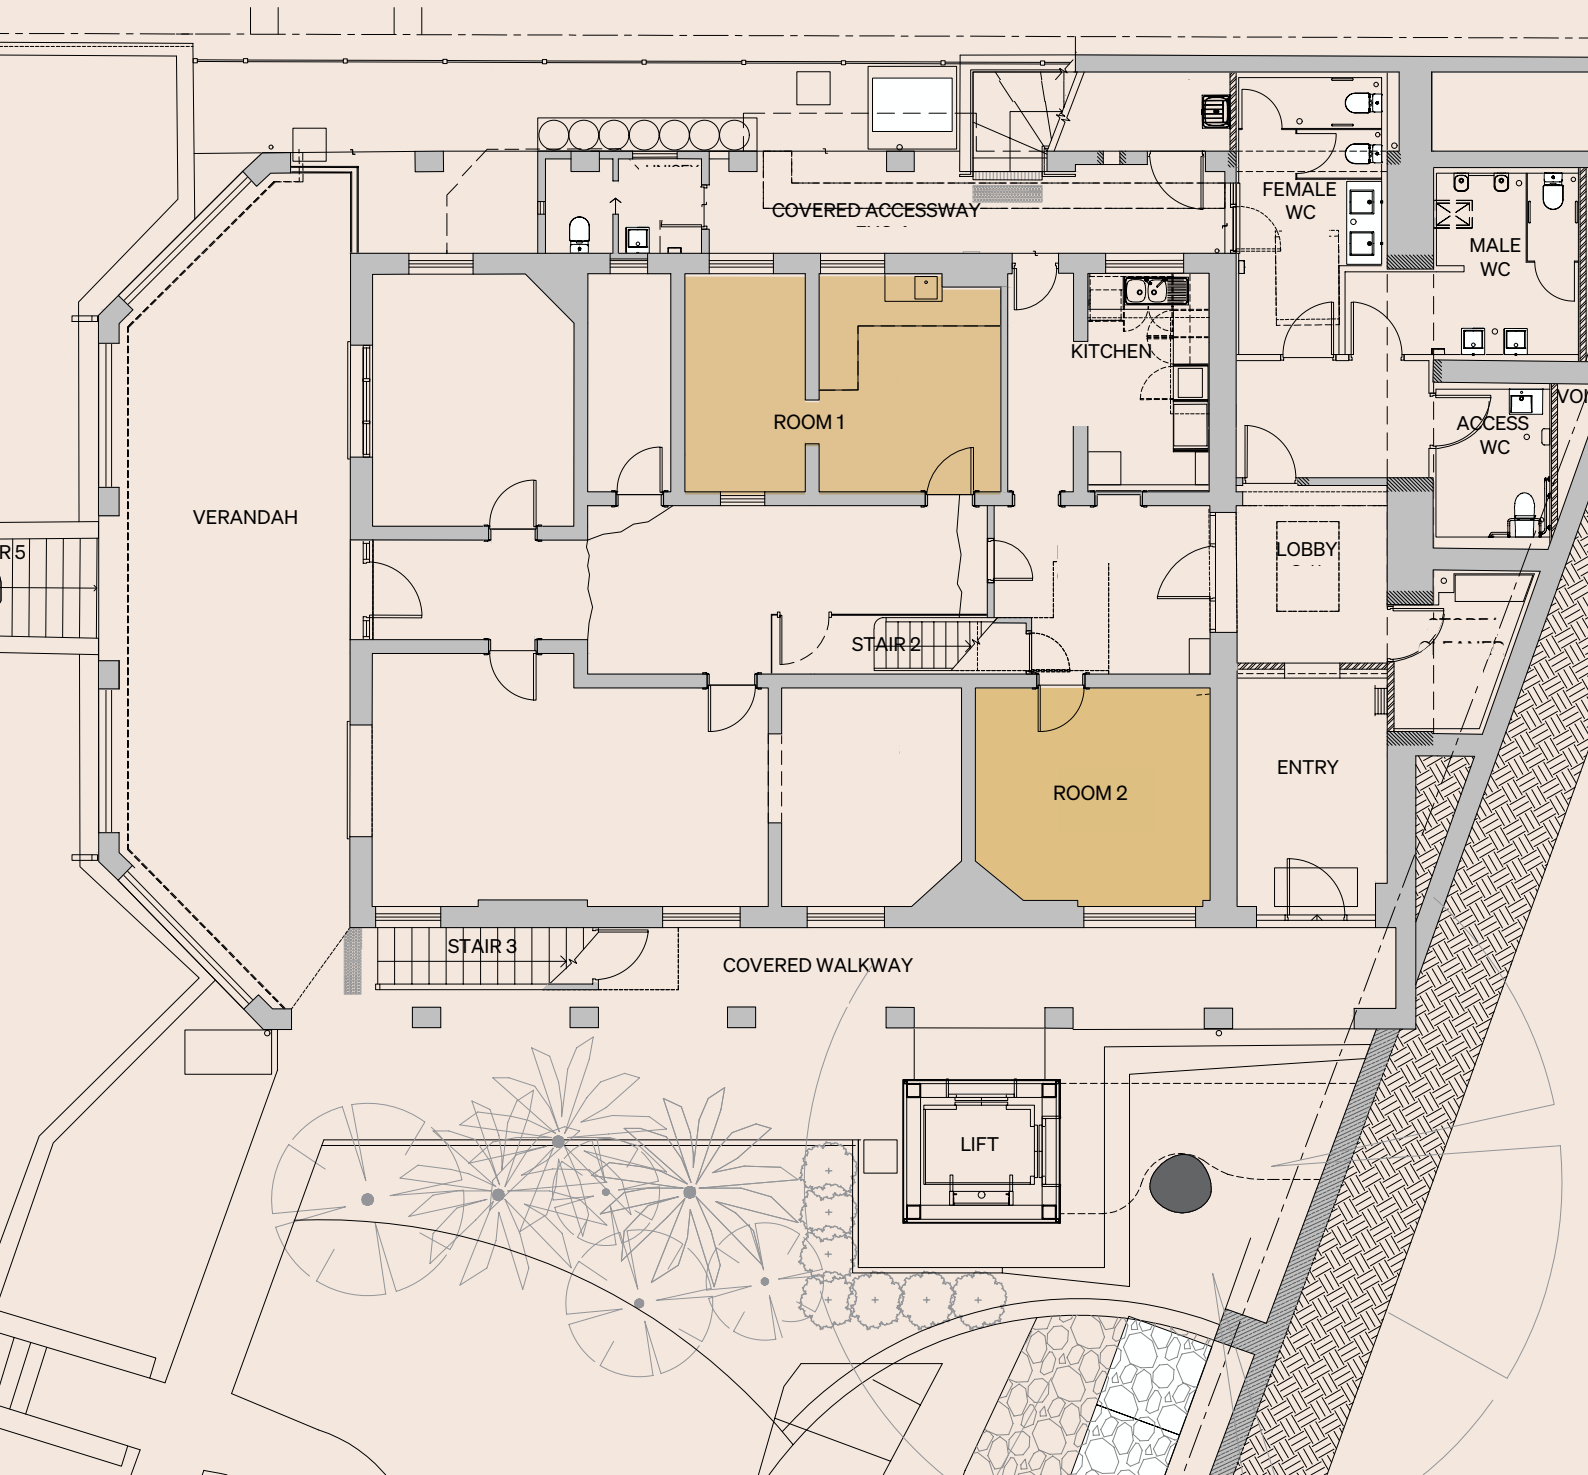 COVERED ACCESSWAY
FEMALE
WC
MALE
WC
KITCHEN
ROOM 1
ACCESS
WC
VERANDAH
R 5
LOBBY
STAIR 2
ENTRY
ROOM 2
STAIR 3
COVERED WALKWAY
LIFT